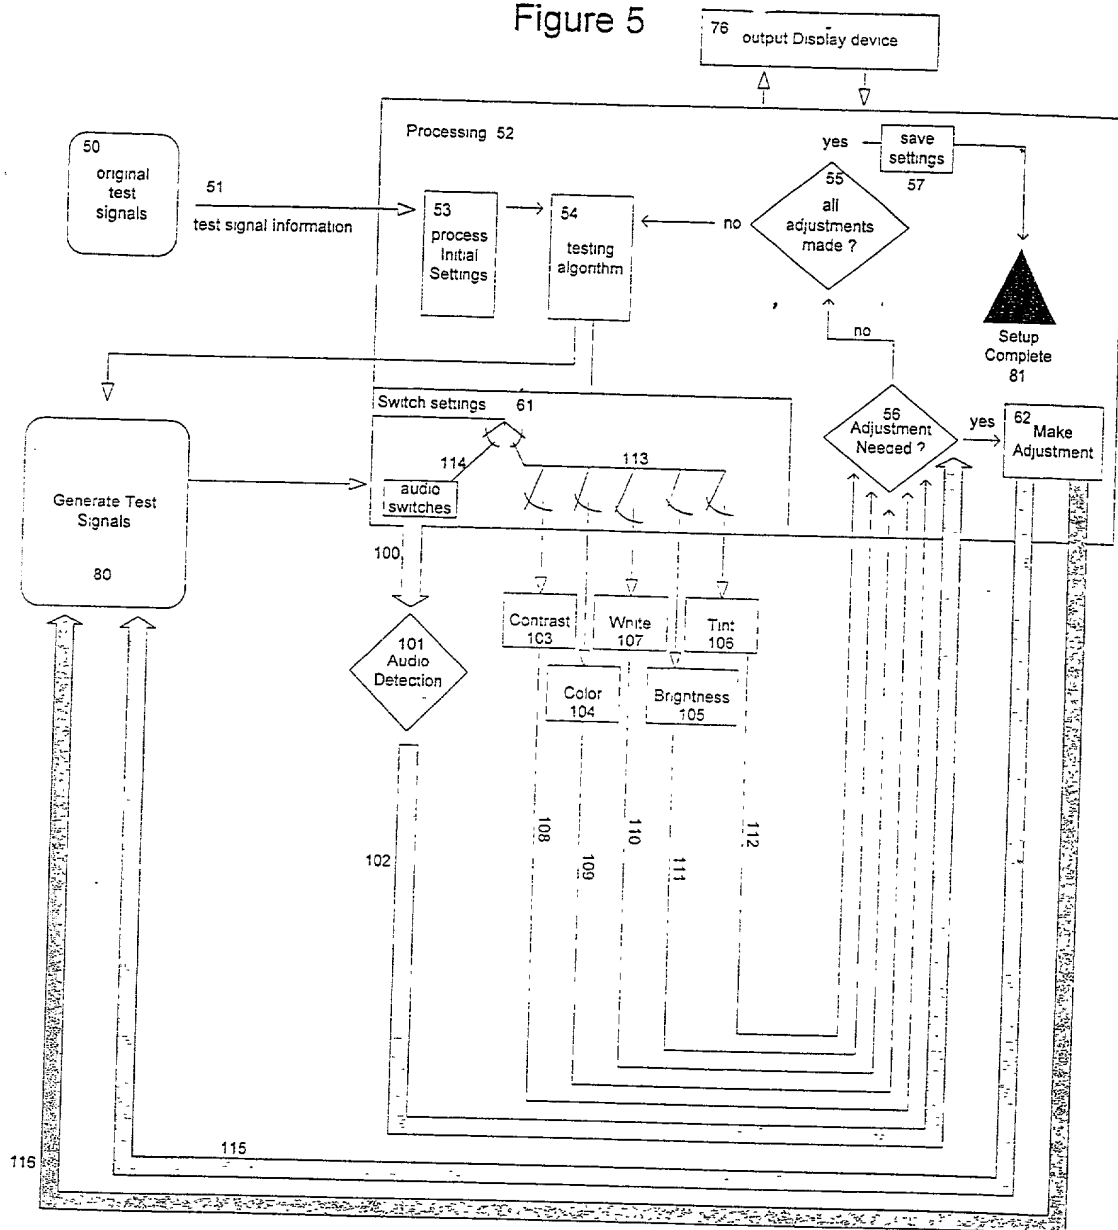 Figure 5
76
output Display device
Processing 52
50
original
test
signals
51
test signal information
53
process
Initial
Settings
54
testing
algorithm
no
55
all
adjustments
made ?
yes
save
settings
57
Setup
Complete
81
no
Switch settings 61
114
113
audio
switches
56
Adjustment
Needed ?
yes
62
Make
Adjustment
Generate Test
Signals
80
100
101
Audio
Detection
Contrast
103
White
107
Tint
106
Color
104
Brightness
105
102
108
109
110
111
112
115